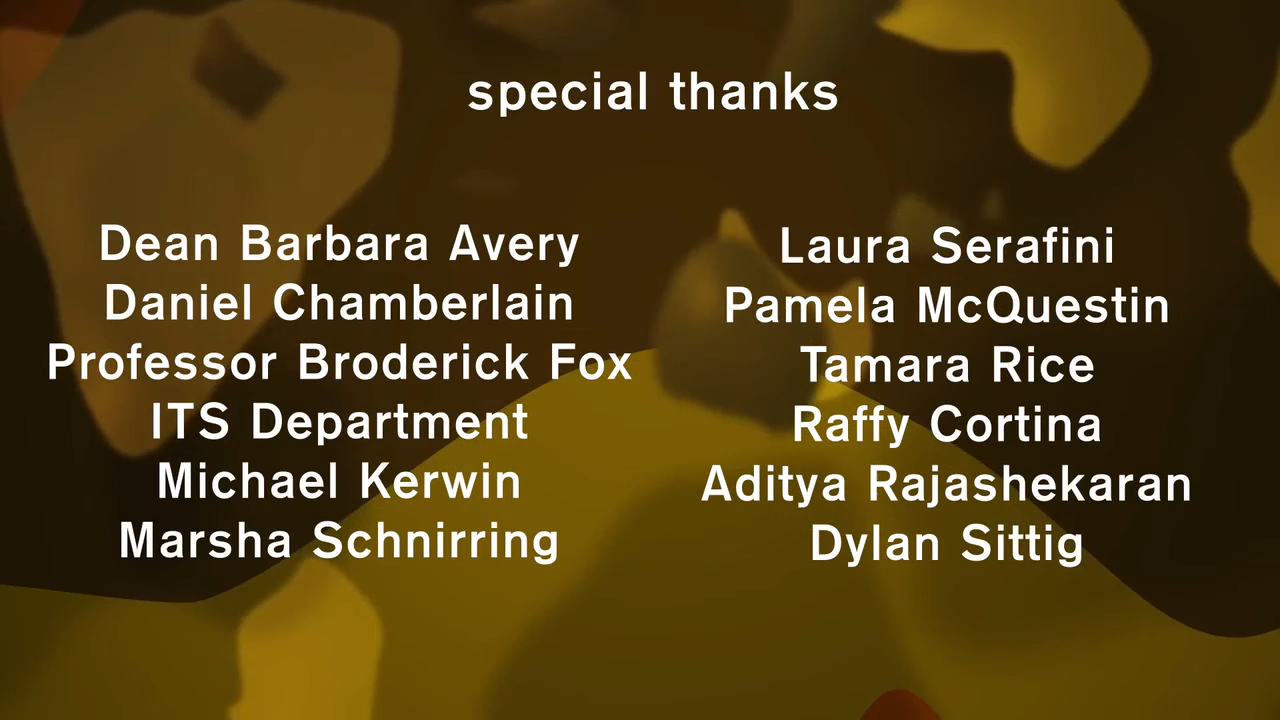 special thanks
Dean Barbara Avery
Daniel Chamberlain
Professor Broderick Fox
ITS Department
Michael Kerwin
Marsha Schnirring
Laura Serafini
Pamela McQuestin
Tamara Rice
Raffy Cortina
Aditya Rajashekaran
Dylan Sittig